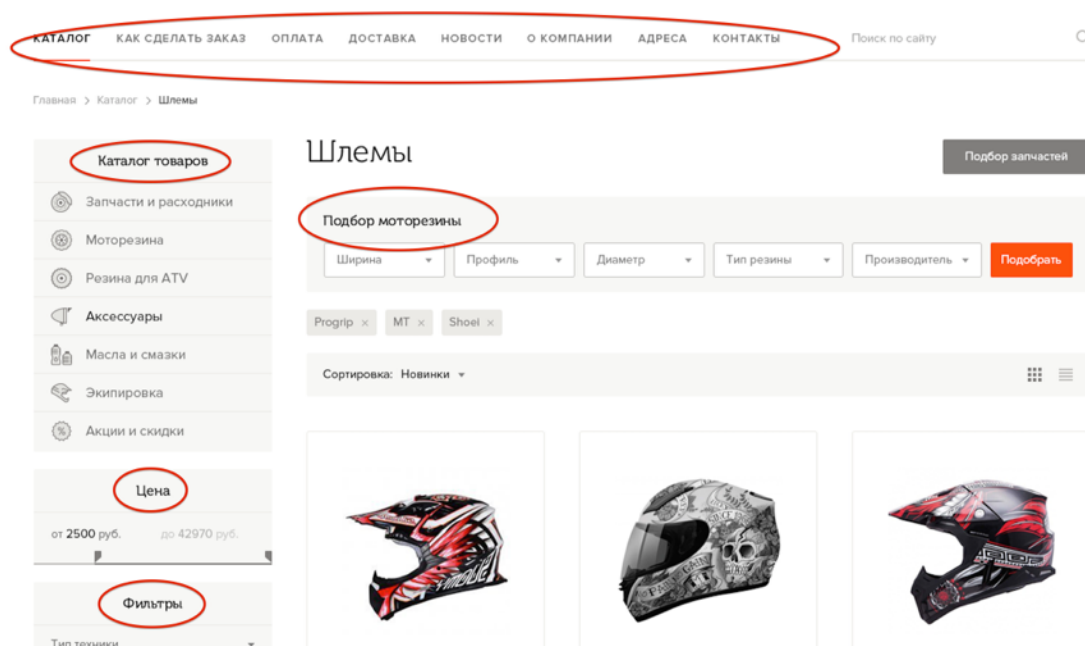 КАТАЛОГ КАК СДЕЛАТЬ ЗАКАЗ ОПЛАТА ДОСТАВКА НОВОСТИ О КОМПАНИИ АДРЕСА КОНТАКТЫ Поиск по сайту
Главная > Каталог > Шлемы
Каталог товаров
Запчасти и расходники
Моторезина
Резина для ATV
Аксессуары
Масла и смазки
Экипировка
Акции и скидки
Цена
от 2500 руб. до 42970 руб.
Фильтры
Тип техники
Шлемы
Подбор запчастей
Подбор моторезины
Ширина Профиль Диаметр Тип резины Производитель Подобрать
Progrip × MT × Shoei ×
Сортировка: Новинки